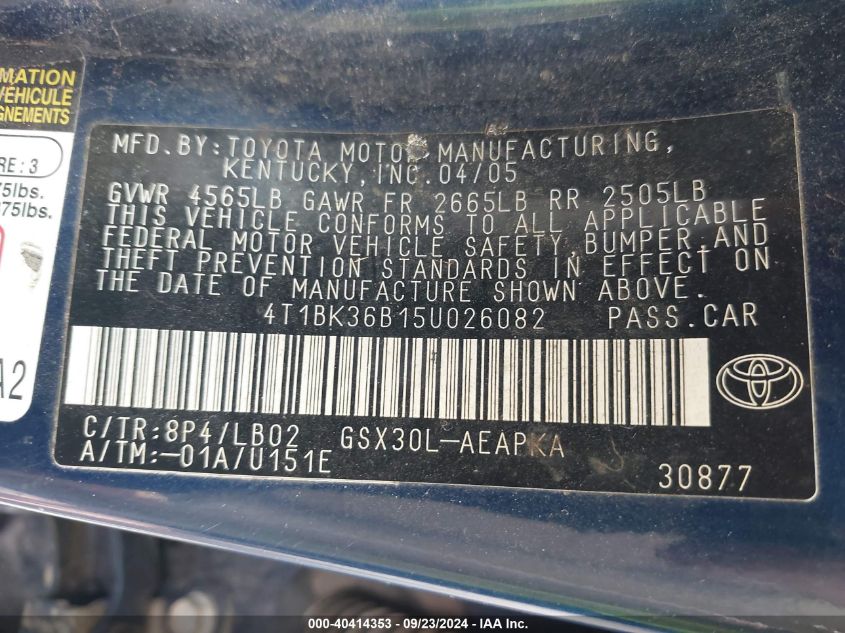 MATION
VÉHICULE
GNEMENTS
RE:3
75lbs.
375lbs.
A2
MFD.BY:TOYOTA MOTOR MANUFACTURING,
KENTUCKY,INC.04/05
GVWR 4565LB GAWR FR 2665LB RR 2505LB
THIS VEHICLE CONFORMS TO ALL APPLICABLE
FEDERAL MOTOR VEHICLE SAFETY,BUMPER,AND
THEFT PREVENTION STANDARDS IN EFFECT ON
THE DATE OF MANUFACTURE SHOWN ABOVE.
4T1BK36B15U026082 PASS.CAR
C/TR:8P4/LB02 GSX30L-AEAPKA
A/TM:-01A/U151E
30877
000-40414353 - 09/23/2024 - IAA Inc.